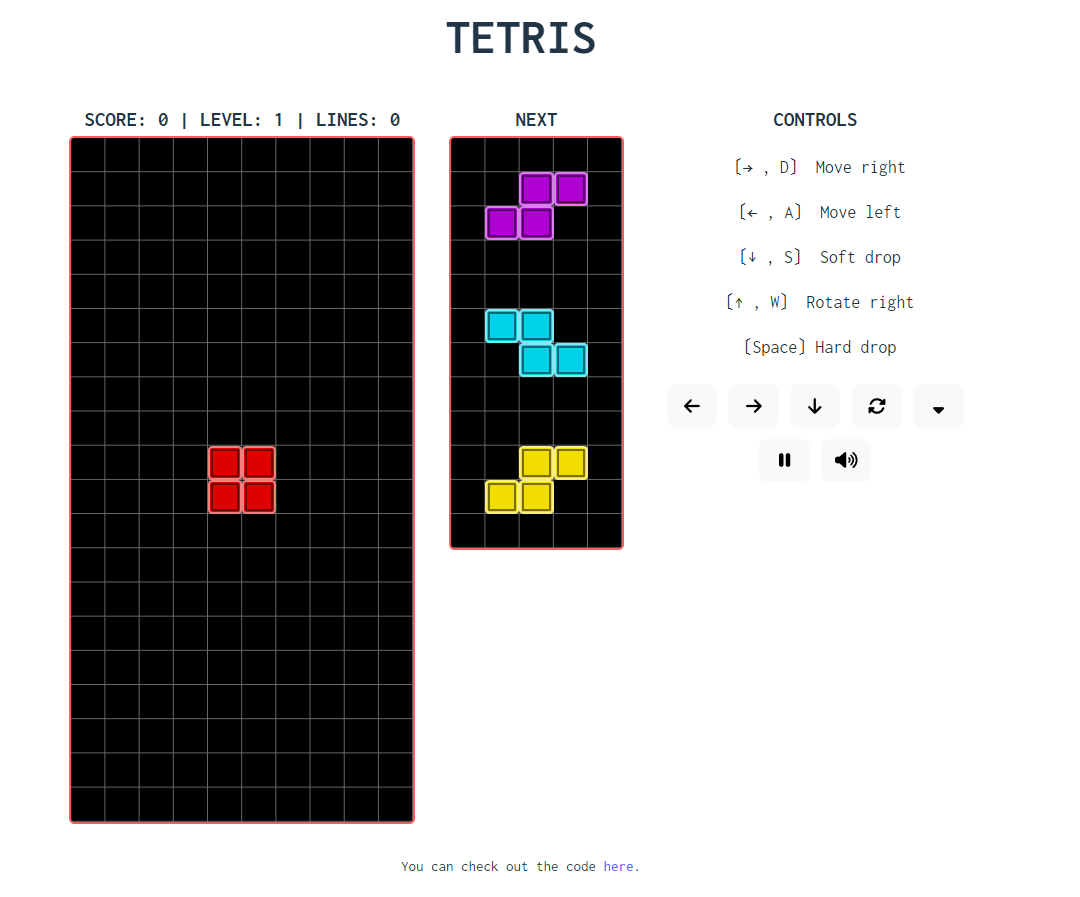 TETRIS
SCORE: 0 | LEVEL: 1 | LINES: 0
NEXT
CONTROLS
[→ , D] Move right
[← , A] Move left
[↓ , S] Soft drop
[↑ , W] Rotate right
[Space] Hard drop
You can check out the code here.